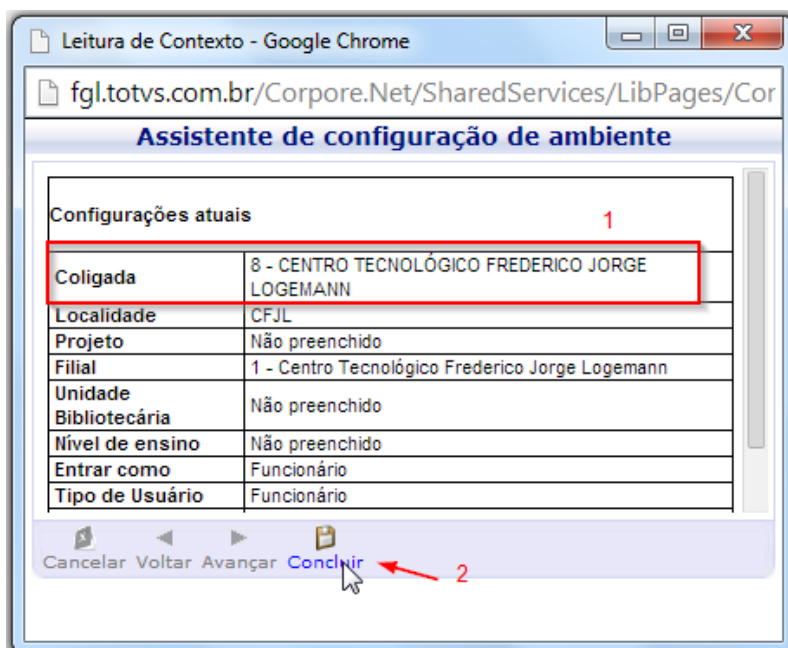 Leitura de Contexto - Google Chrome
fgl.totvs.com.br/Corpore.Net/SharedServices/LibPages/Cor
Assistente de configuração de ambiente
Configurações atuais
1
Coligada
8 - CENTRO TECNOLÓGICO FREDERICO JORGE
LOGEMANN
Localidade CFJL
Projeto Não preenchido
Filial 1 - Centro Tecnológico Frederico Jorge Logemann
Unidade
Bibliotecária
Não preenchido
Nível de ensino Não preenchido
Entrar como Funcionário
Tipo de Usuário Funcionário
Cancelar Voltar Avançar Concluir
2